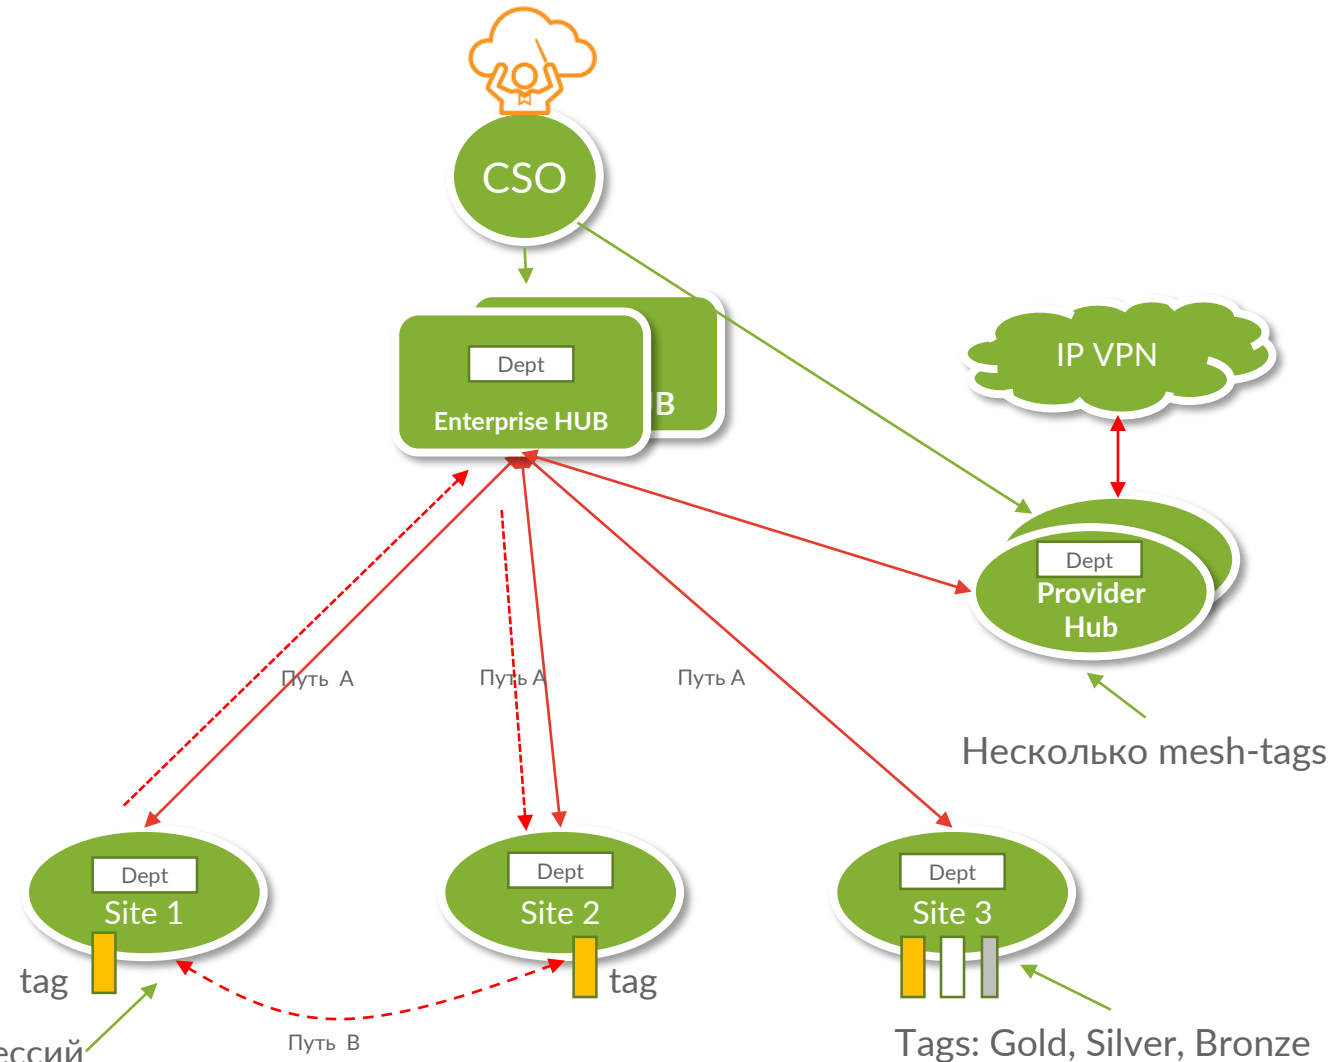 CSO
IP VPN
Dept
B
Enterprise HUB
Dept
Provider
Hub
Путь A
Путь A
Путь A
Несколько mesh-tags
Dept
Site 1
Dept
Site 2
Dept
Site 3
tag
tag
Путь B
Tags: Gold, Silver, Bronze